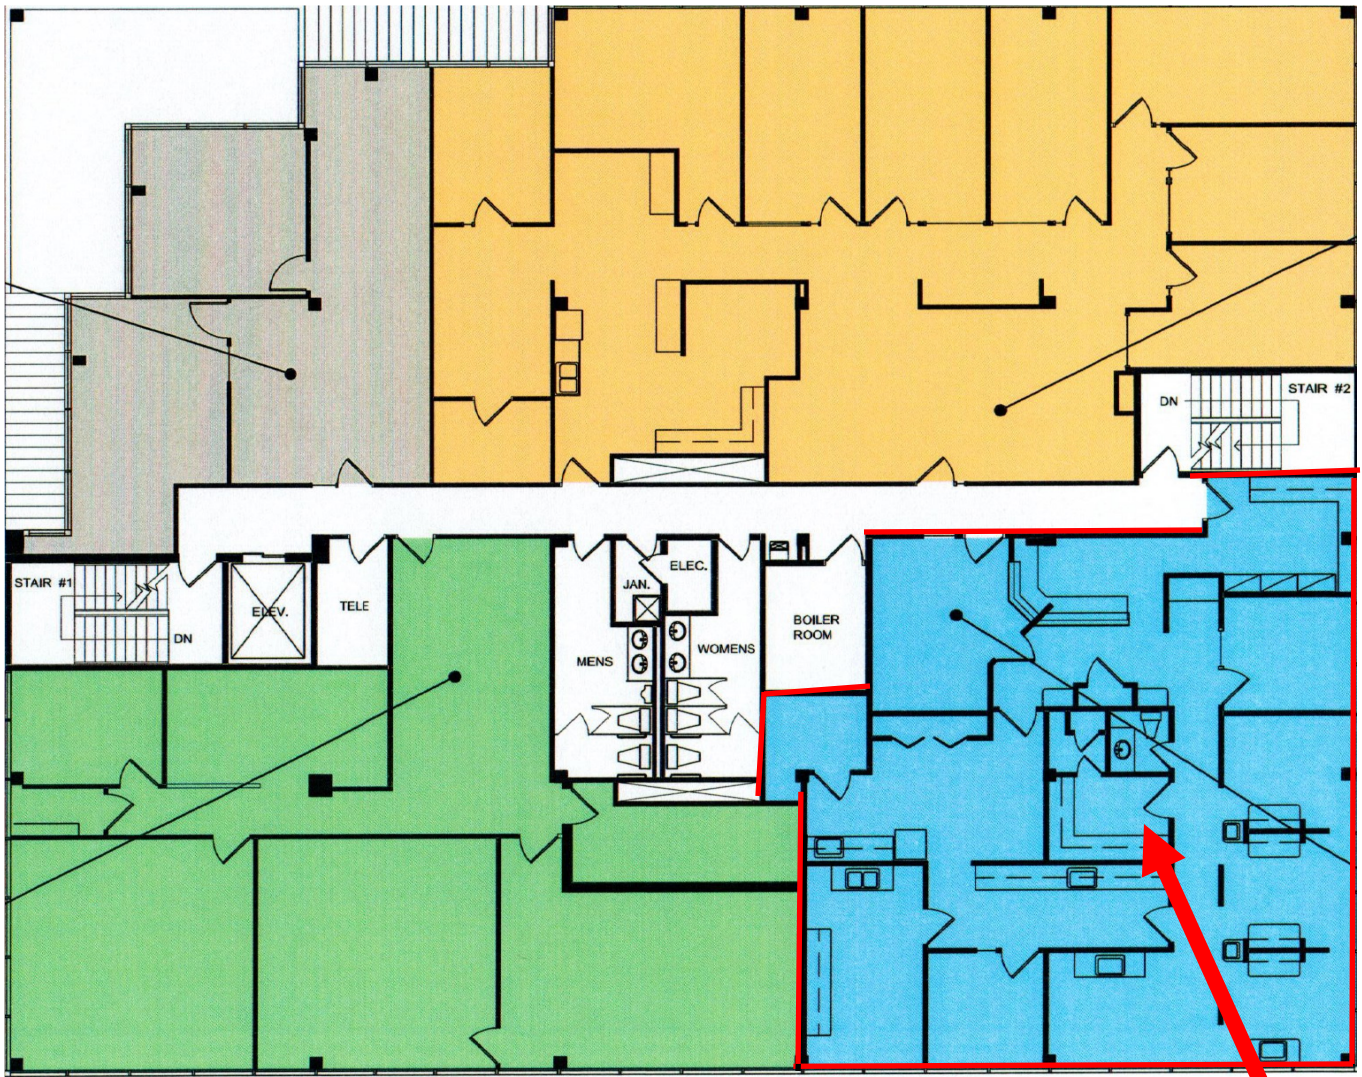 STAIR #2
DN
STAIR #1
ELEV.
TELE
DN
JAN.
ELEC.
MENS
WOMENS
BOILER
ROOM